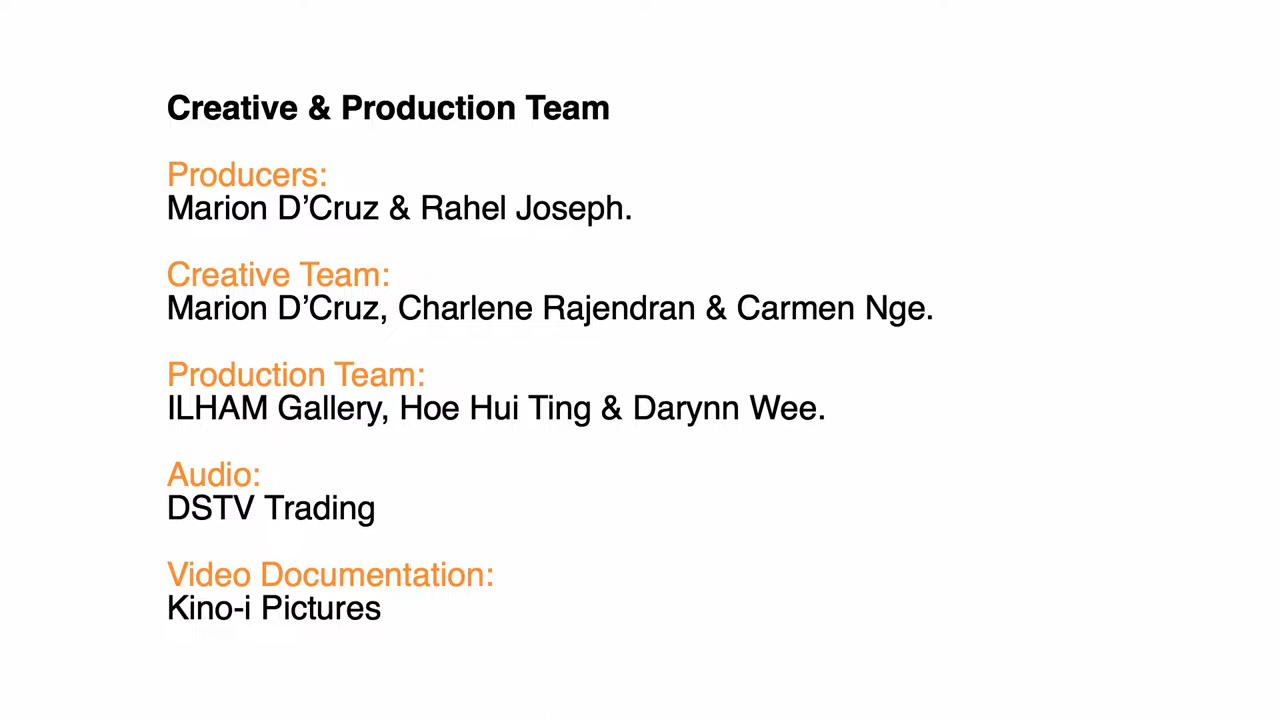 Creative & Production Team
Producers:
Marion D’Cruz & Rahel Joseph.
Creative Team:
Marion D’Cruz, Charlene Rajendran & Carmen Nge.
Production Team:
ILHAM Gallery, Hoe Hui Ting & Darynn Wee.
Audio:
DSTV Trading
Video Documentation:
Kino-i Pictures